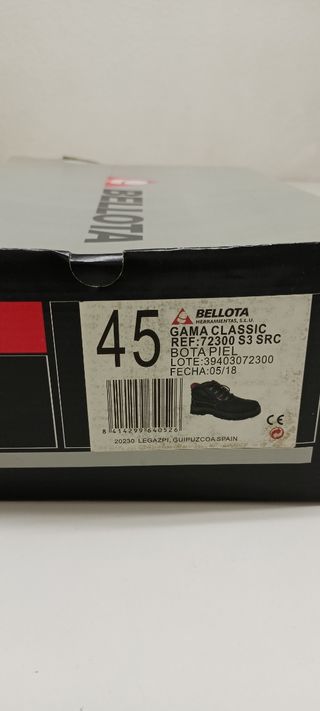 BELLOTA
45
BELLOTA
HERRAMIENTAS, S.L.U.
GAMA CLASSIC
REF:72300 S3 SRC
BOTA PIEL
LOTE:39403072300
FECHA:05/18
8 414299 640526
CE
20230 LEGAZPI, GUIPUZCOA SPAIN